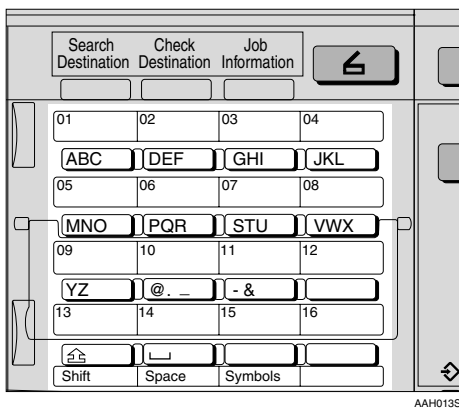 Search Check Job
Destination Destination Information
01 02 03 04
ABC DEF GHI JKL
05 06 07 08
MNO PQR STU VWX
09 10 11 12
YZ @. _ - &
13 14 15 16
Shift Space Symbols
AAH013S